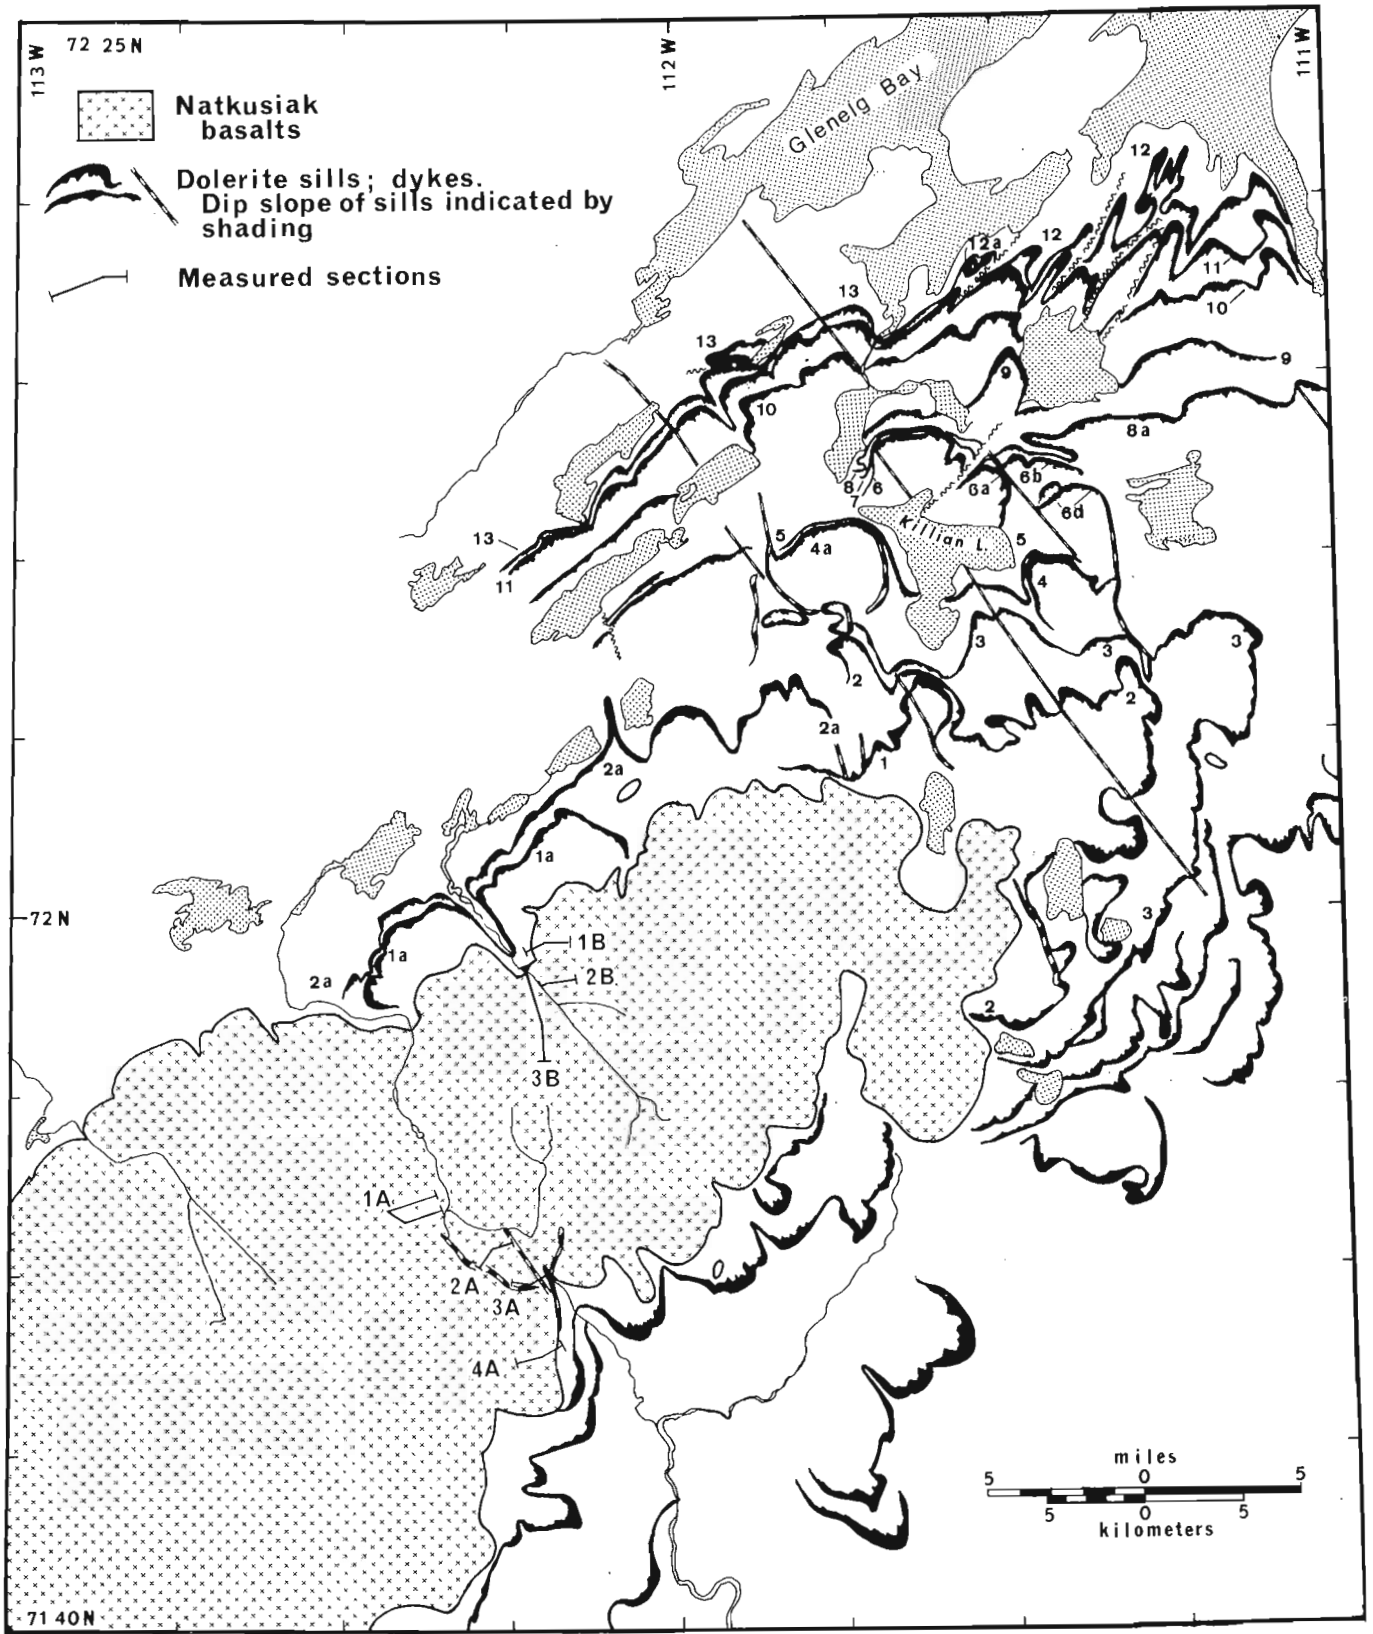 113 W
72 25 N
112 W
111 W
Natkusiak
basalts
Dolerite sills; dykes.
Dip slope of sills indicated by
shading
Measured sections
Glenelg Bay
12
12
12a
13
11
10
13
9
9
10
8a
8
7
6
6a
6b
6d
Killian L.
13
11
5
4a
5
4
3
3
3
2
2
2a
1
2a
1a
72 N
3
1a
2a
1B
2B
2
3B
1A
2A
3A
4A
miles
5 0 5
5 0 5
kilometers
71 40 N